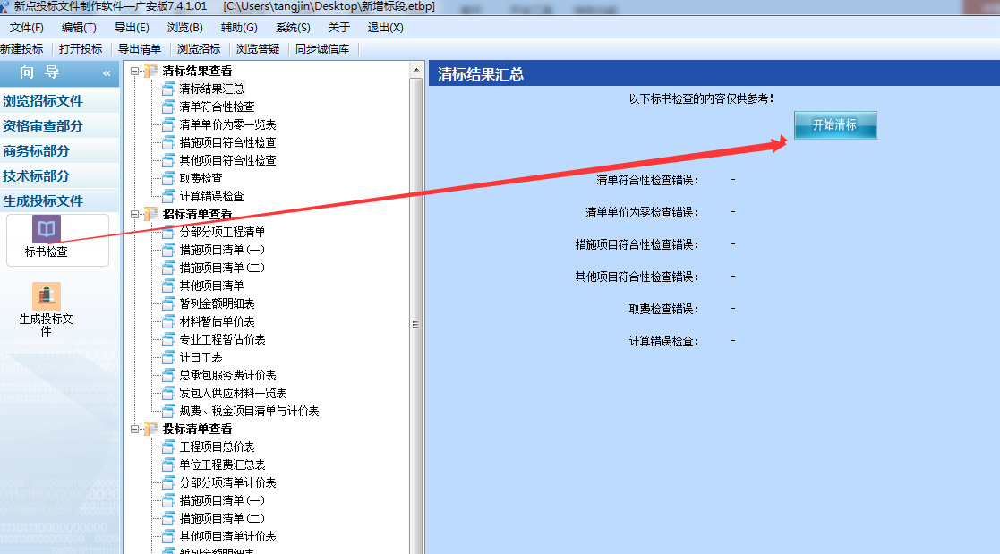 新点投标文件制作软件—广安版7.4.1.01 [C:\Users\tangjin\Desktop\新增标段.etbp]
文件(F) 编辑(T) 导出(E) 浏览(B) 辅助(G) 系统(S) 关于 退出(X)
新建投标 打开投标 导出清单 浏览招标 浏览答疑 同步诚信库
向 导 «
浏览招标文件
资格审查部分
商务标部分
技术标部分
生成投标文件
标书检查
生成投标文
件
清标结果查看
清标结果汇总
清单符合性检查
清单单价为零一览表
措施项目符合性检查
其他项目符合性检查
取费检查
计算错误检查
招标清单查看
分部分项工程清单
措施项目清单(一)
措施项目清单(二)
其他项目清单
暂列金额明细表
材料暂估单价表
专业工程暂估价表
计日工表
总承包服务费计价表
发包人供应材料一览表
规费、税金项目清单与计价表
投标清单查看
工程项目总价表
单位工程费汇总表
分部分项清单计价表
措施项目清单(一)
措施项目清单(二)
其他项目清单计价表
暂列金额明细表
清标结果汇总
以下标书检查的内容仅供参考！
开始清标
清单符合性检查错误： -
清单单价为零检查错误： -
措施项目符合性检查错误： -
其他项目符合性检查错误： -
取费检查错误： -
计算错误检查： -